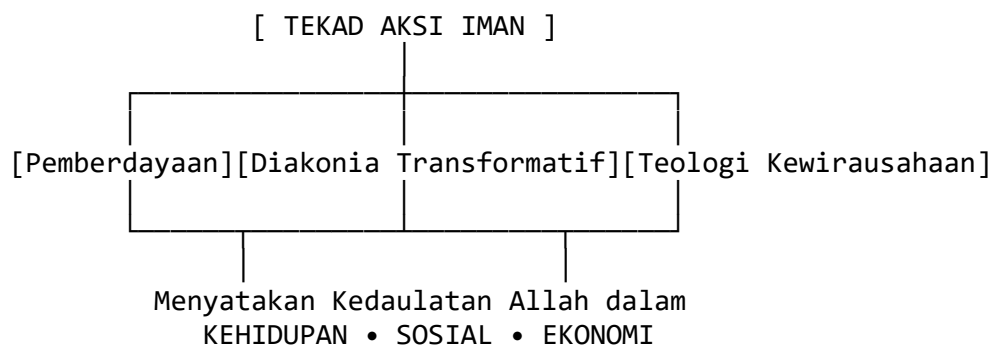 [ TEKAD AKSI IMAN ]
[Pemberdayaan][Diakonia Transformatif][Teologi Kewirausahaan]
Menyatakan Kedaulatan Allah dalam
KEHIDUPAN • SOSIAL • EKONOMI